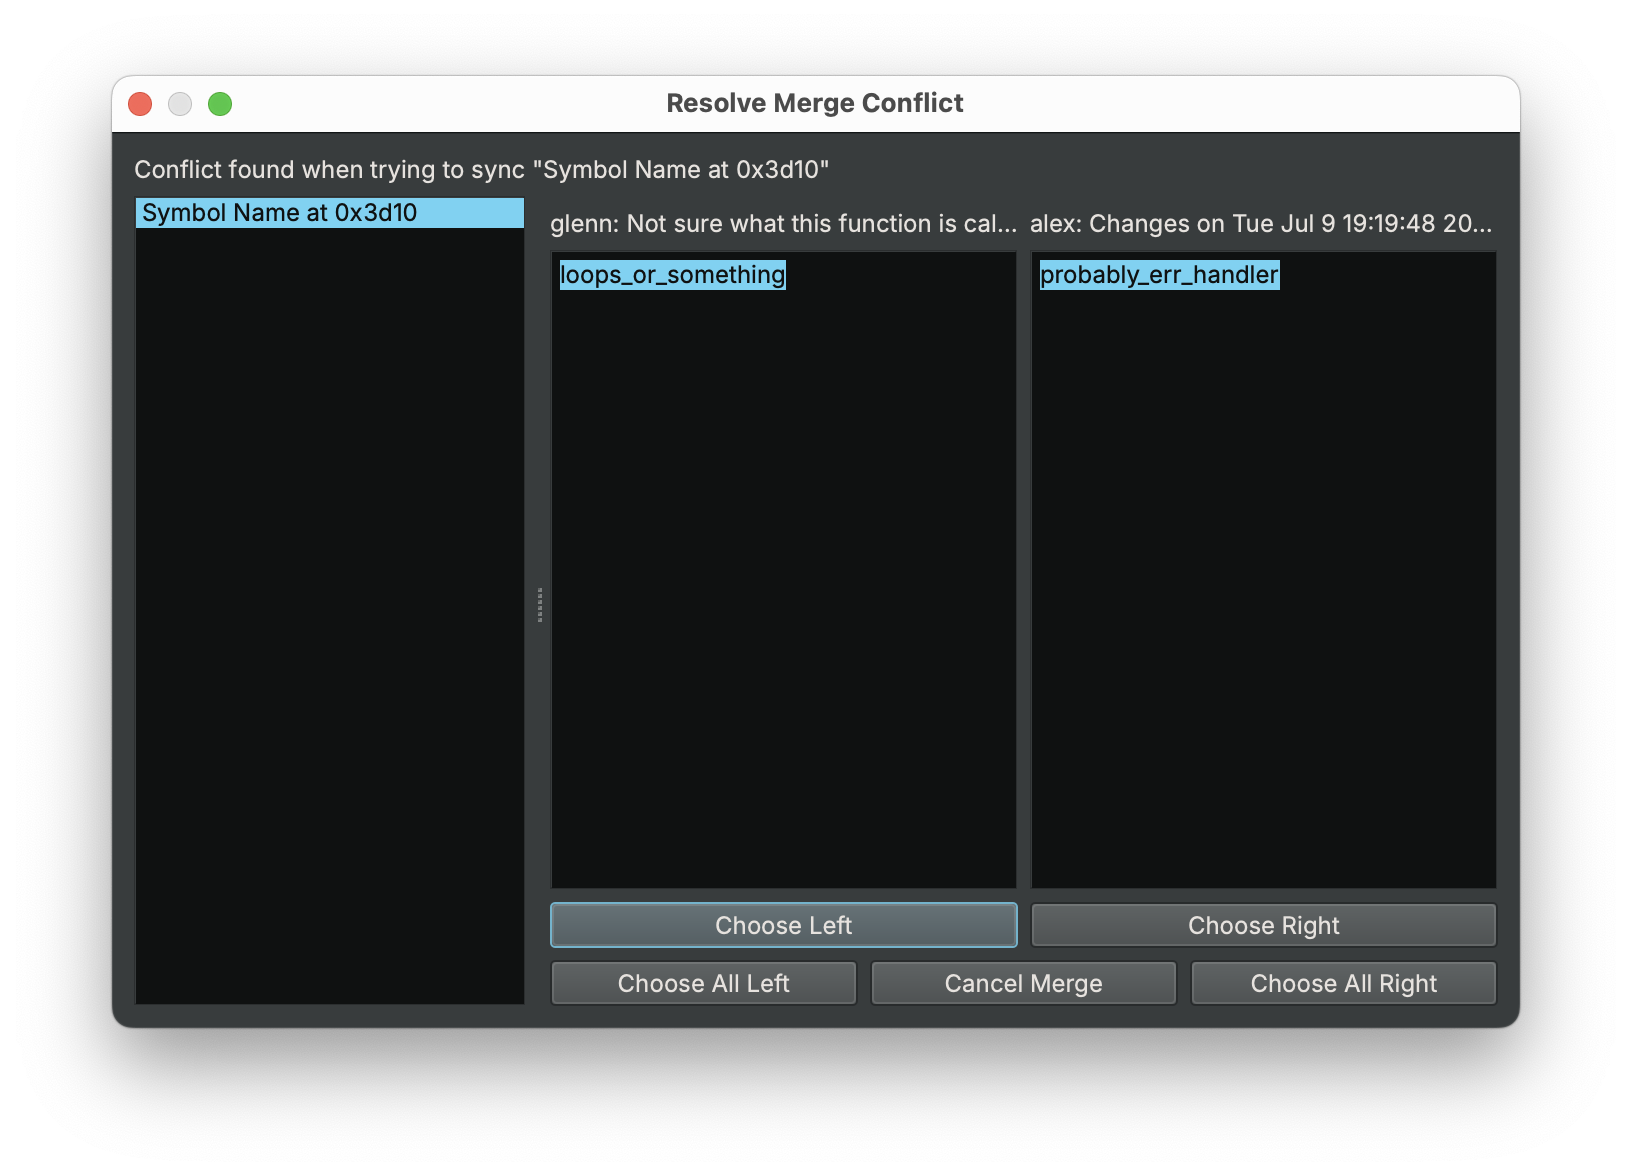 Resolve Merge Conflict
Conflict found when trying to sync "Symbol Name at 0x3d10"
Symbol Name at 0x3d10
glenn: Not sure what this function is cal...
alex: Changes on Tue Jul 9 19:19:48 20...
loops_or_something
probably_err_handler
Choose Left
Choose Right
Choose All Left
Cancel Merge
Choose All Right